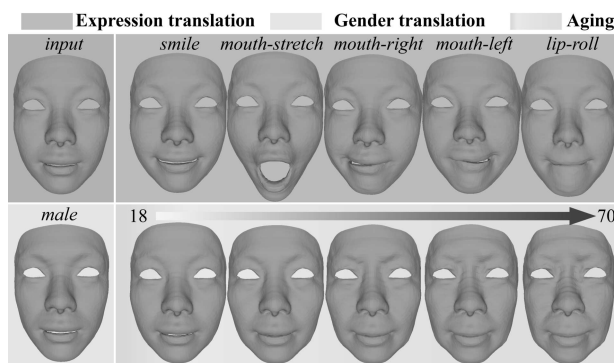 Expression translation Gender translation Aging
input smile mouth-stretch mouth-right mouth-left lip-roll
male 18 70